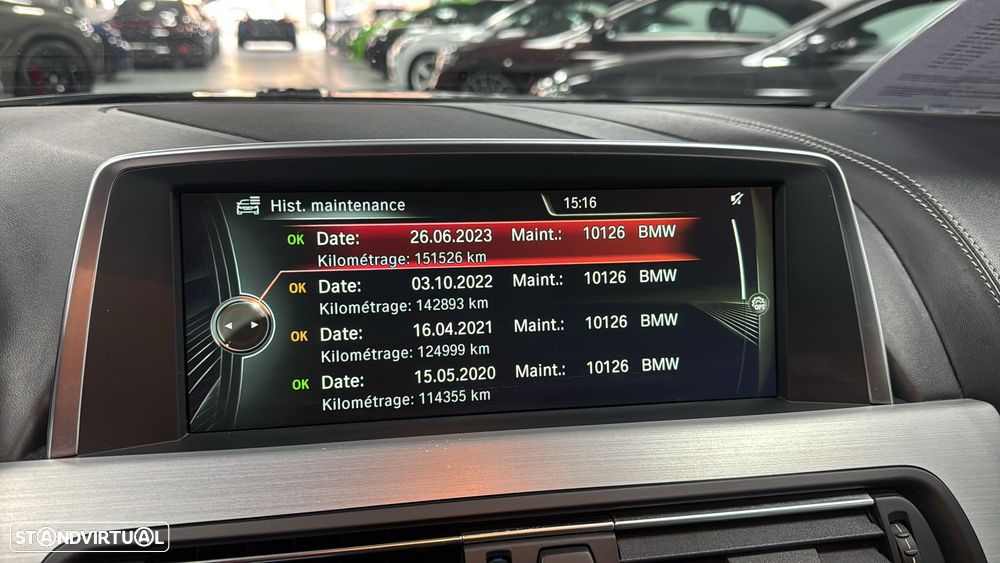 Hist. maintenance 15:16
OK Date: 26.06.2023 Maint.: 10126 BMW
Kilométrage: 151526 km
OK Date: 03.10.2022 Maint.: 10126 BMW
Kilométrage: 142893 km
OK Date: 16.04.2021 Maint.: 10126 BMW
Kilométrage: 124999 km
OK Date: 15.05.2020 Maint.: 10126 BMW
Kilométrage: 114355 km
OPT
STANDVIRTUAL